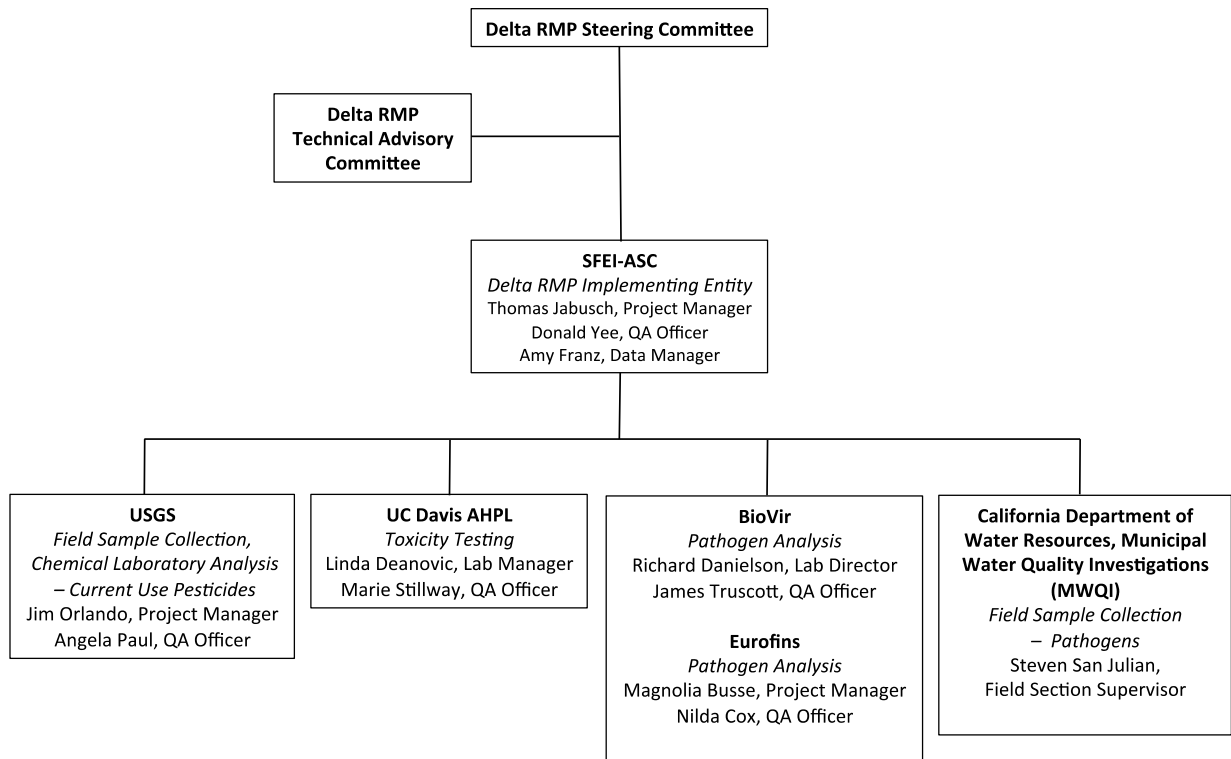 Delta RMP Steering Committee
Delta RMP
Technical Advisory
Committee
SFEI-ASC
Delta RMP Implementing Entity
Thomas Jabusch, Project Manager
Donald Yee, QA Officer
Amy Franz, Data Manager
USGS
Field Sample Collection,
Chemical Laboratory Analysis
– Current Use Pesticides
Jim Orlando, Project Manager
Angela Paul, QA Officer
UC Davis AHPL
Toxicity Testing
Linda Deanovic, Lab Manager
Marie Stillway, QA Officer
BioVir
Pathogen Analysis
Richard Danielson, Lab Director
James Truscott, QA Officer
Eurofins
Pathogen Analysis
Magnolia Busse, Project Manager
Nilda Cox, QA Officer
California Department of
Water Resources, Municipal
Water Quality Investigations
(MWQI)
Field Sample Collection
– Pathogens
Steven San Julian,
Field Section Supervisor